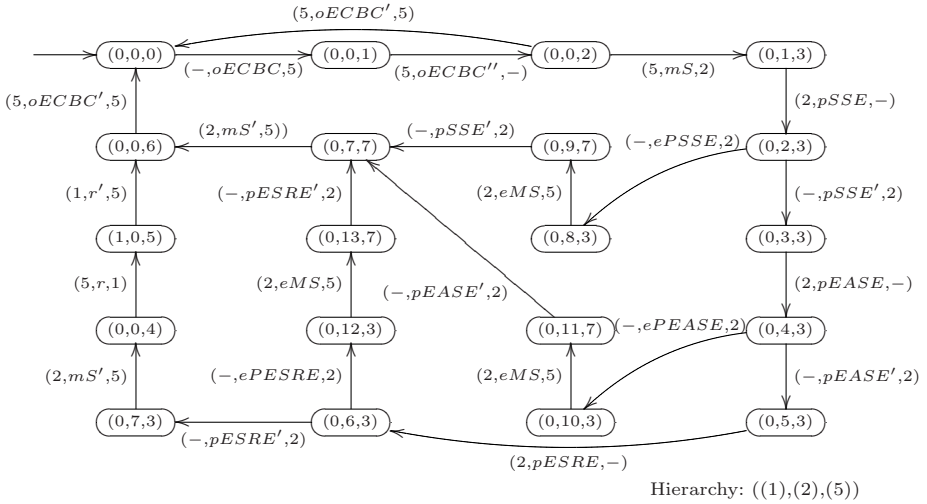 (5,oECBC′,5)
(0,0,0)
(−,oECBC,5)
(0,0,1)
(5,oECBC′′,−)
(0,0,2)
(5,mS,2)
(0,1,3)
(5,oECBC′,5)
(2,pSSE,−)
(0,0,6)
(2,mS′,5))
(0,7,7)
(−,pSSE′,2)
(0,9,7)
(−,ePSSE,2)
(0,2,3)
(1,r′,5)
(−,pESRE′,2)
(2,eMS,5)
(−,pSSE′,2)
(1,0,5)
(0,13,7)
(0,8,3)
(0,3,3)
(5,r,1)
(2,eMS,5)
(−,pEASE′,2)
(2,pEASE,−)
(0,0,4)
(0,12,3)
(0,11,7)
(−,ePEASE,2)
(0,4,3)
(2,mS′,5)
(−,ePESRE,2)
(2,eMS,5)
(−,pEASE′,2)
(0,7,3)
(−,pESRE′,2)
(0,6,3)
(0,10,3)
(0,5,3)
(2,pESRE,−)
Hierarchy: ((1),(2),(5))